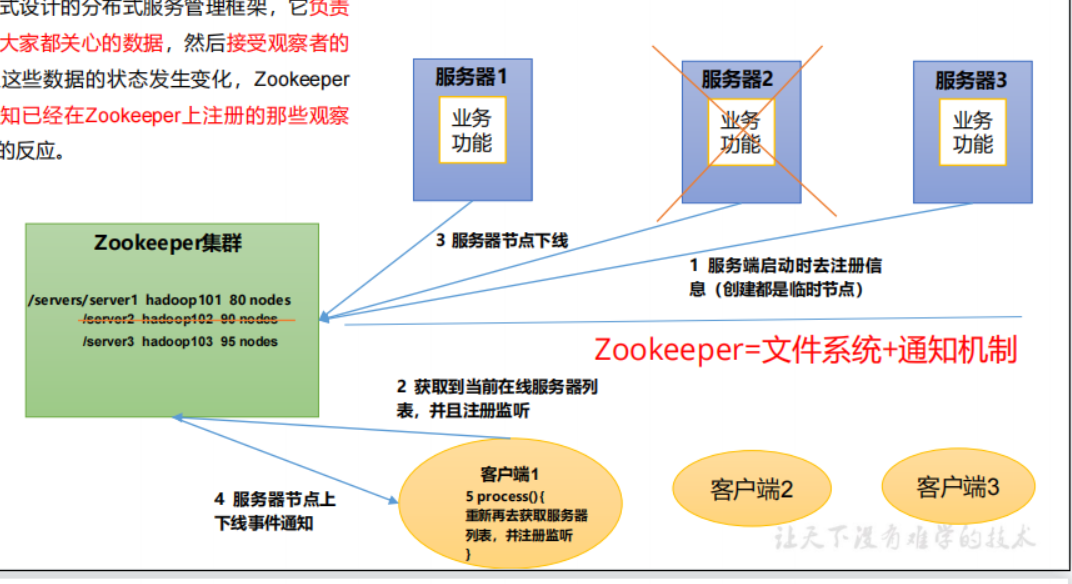 式设计的分布式服务管理框架，它负责
大家都关心的数据，然后接受观察者的
这些数据的状态发生变化，Zookeeper
知已经在Zookeeper上注册的那些观察
的反应。
服务器1
业务
功能
服务器2
业务
功能
服务器3
业务
功能
3 服务器节点下线
1 服务端启动时去注册信
息（创建都是临时节点）
Zookeeper集群
/servers/server1 hadoop101 80 nodes
/server2 hadoop102 90 nodes
/server3 hadoop103 95 nodes
Zookeeper=文件系统+通知机制
2 获取到当前在线服务器列
表，并且注册监听
4 服务器节点上
下线事件通知
客户端1
5 process(){
重新再去获取服务器
列表，并注册监听
}
客户端2
客户端3
让天下没有难学的技术